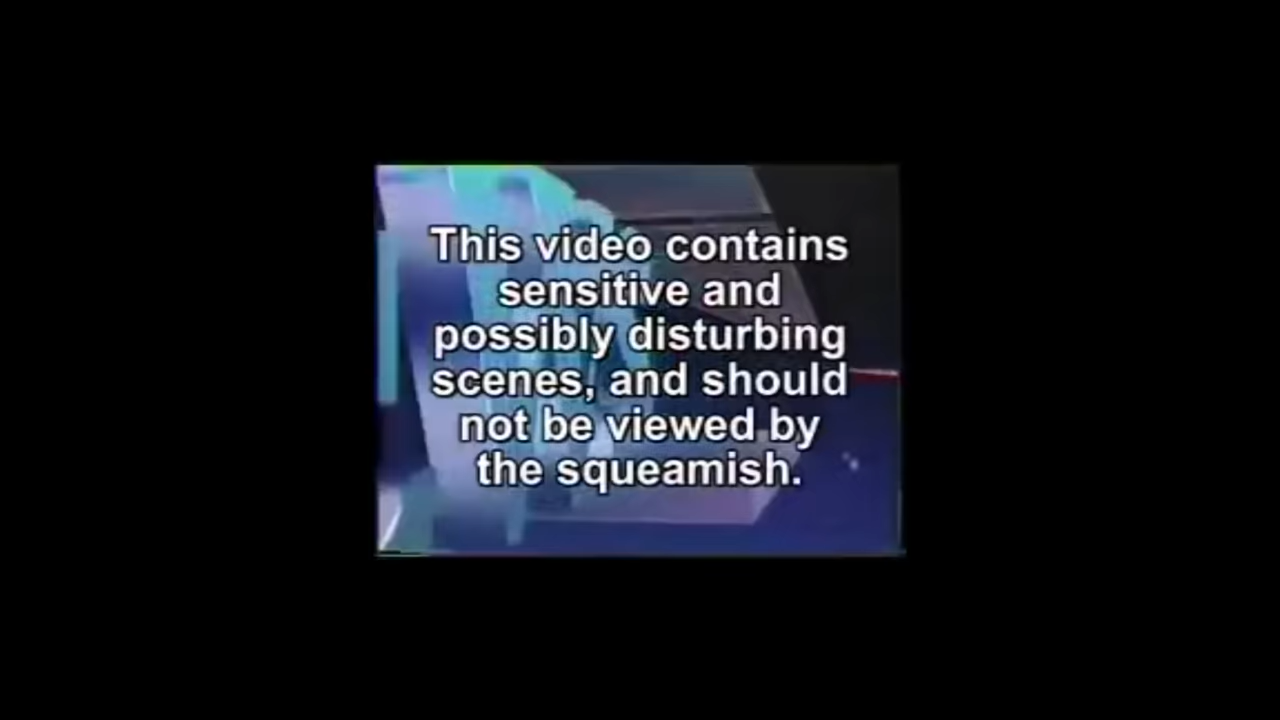 This video contains
sensitive and
possibly disturbing
scenes, and should
not be viewed by
the squeamish.